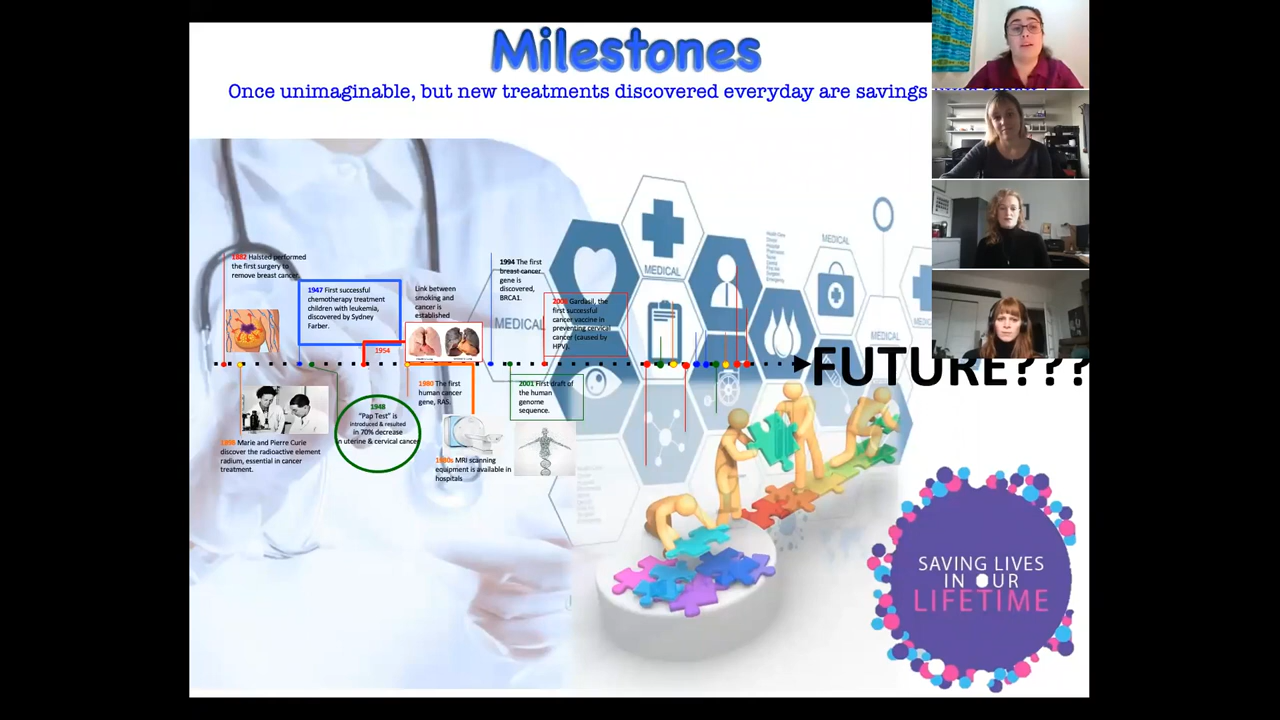 Milestones
Once unimaginable, but new treatments discovered everyday are savings
1882 Halsted performed
the first surgery to
remove breast cancer.
1947 First successful
chemotherapy treatment
children with leukemia,
discovered by Sydney
Farber.
Link between
smoking and
cancer is
established
1954
1994 The first
breast cancer
gene is
discovered,
BRCA1.
Gardasil, the
first successful
cancer vaccine in
preventing cervical
cancer (caused by
HPV).
MEDICAL
MEDICAL
MEDICAL
MEDICAL
FUTURE???
Marie and Pierre Curie
discover the radioactive element
radium, essential in cancer
treatment.
1948
"Pap Test" is
introduced & resulted
in 70% decrease
in uterine & cervical cancer
1980 The first
human cancer
gene, RAS.
MRI scanning
equipment is available in
hospitals
2001 First draft of
the human
genome
sequence.
SAVING LIVES
IN OUR
LIFETIME